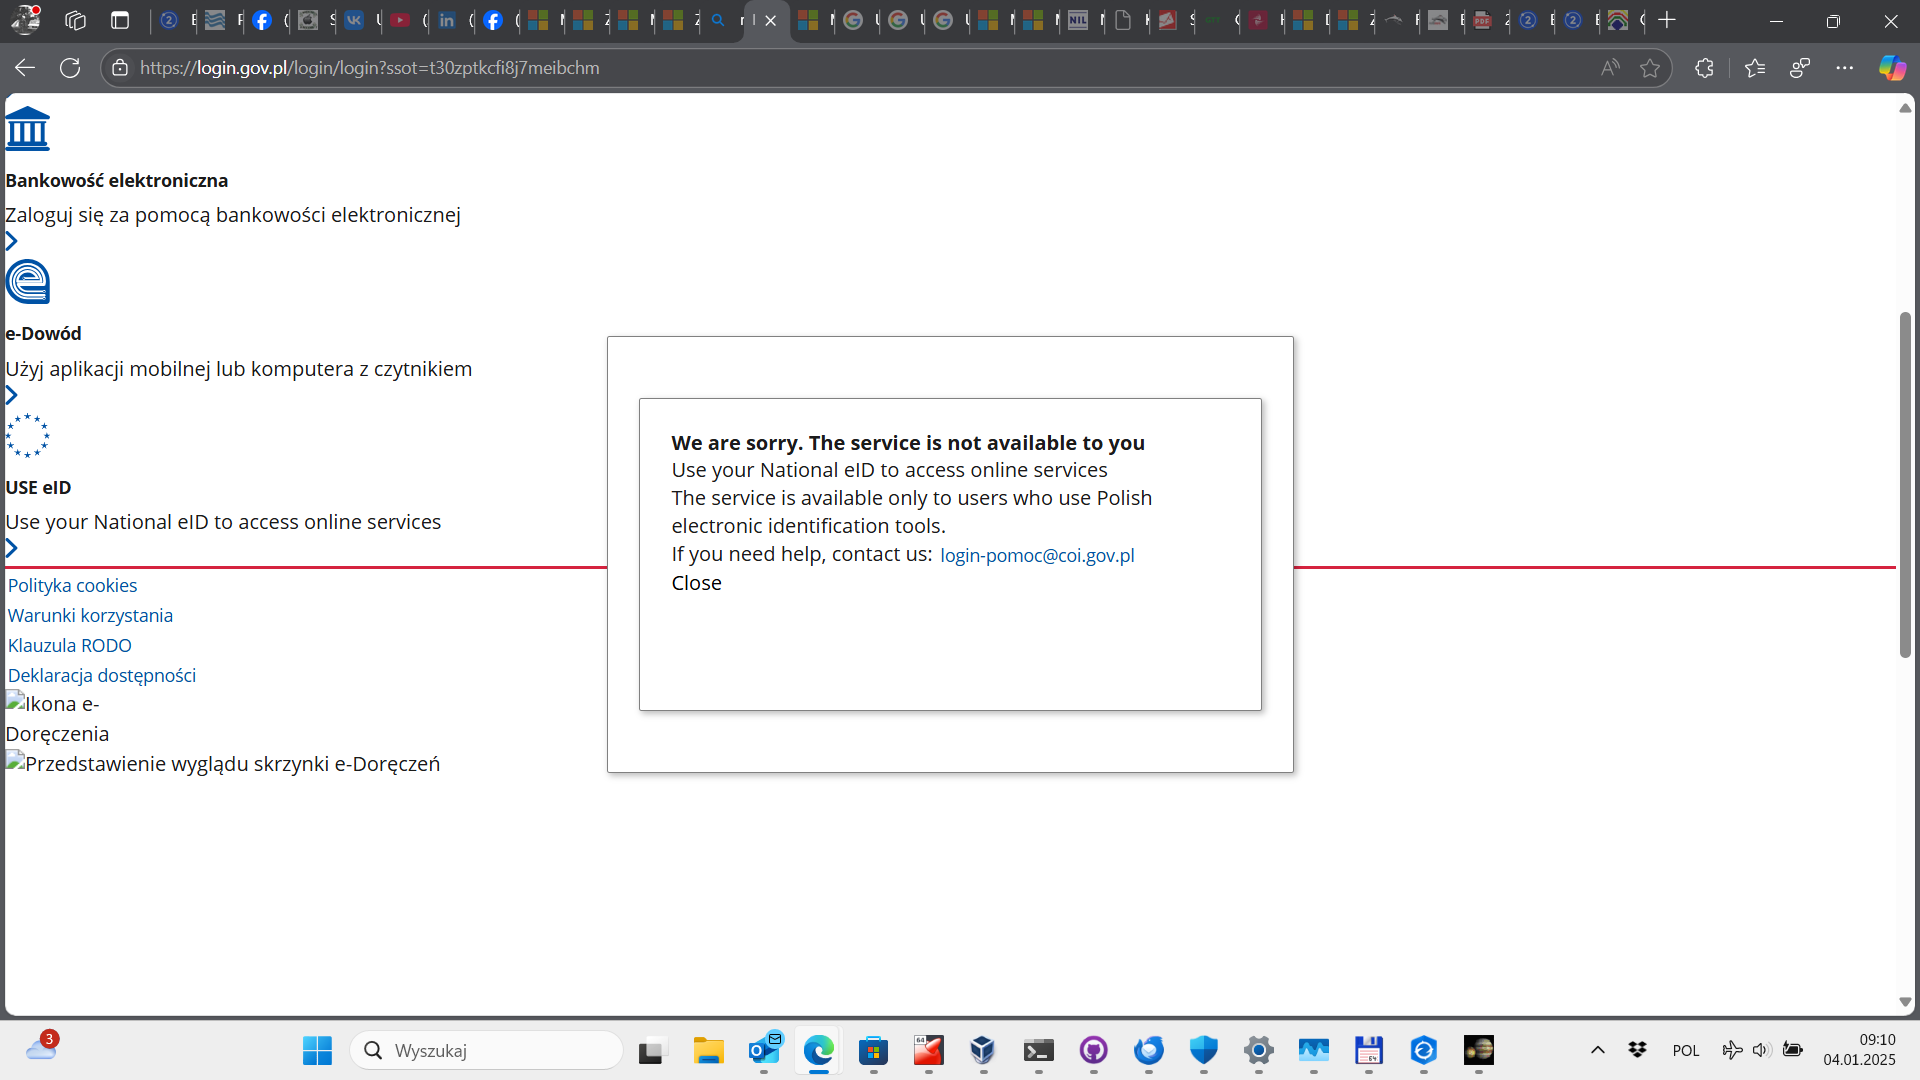 https://login.gov.pl/login/login?ssot=t30zptkcfi8j7meibchm
Bankowość elektroniczna
Zaloguj się za pomocą bankowości elektronicznej
e-Dowód
Użyj aplikacji mobilnej lub komputera z czytnikiem
USE eID
Use your National eID to access online services
We are sorry. The service is not available to you
Use your National eID to access online services
The service is available only to users who use Polish
electronic identification tools.
If you need help, contact us: login-pomoc@coi.gov.pl
Close
Polityka cookies
Warunki korzystania
Klauzula RODO
Deklaracja dostępności
Ikona e-
Doręczenia
Przedstawienie wyglądu skrzynki e-Doręczeń
3
Wyszukaj
POL
09:10
04.01.2025